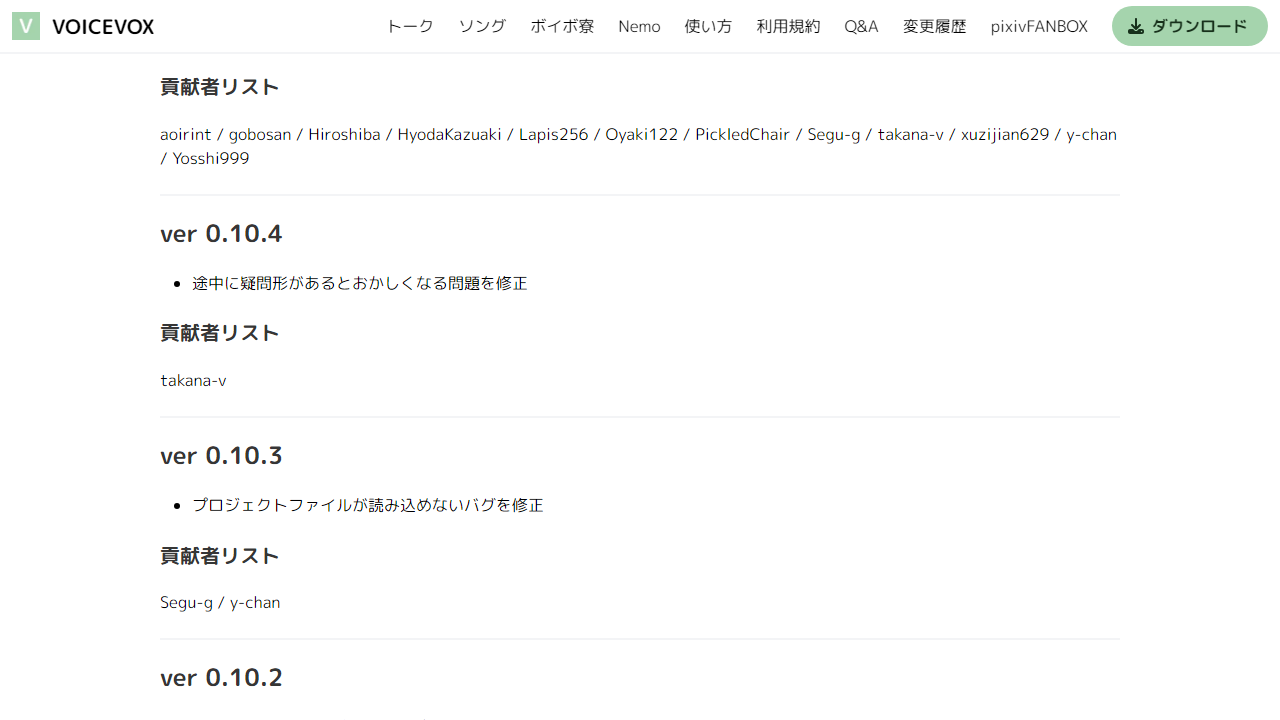 VOICEVOX
トーク ソング ボイボ寮 Nemo 使い方 利用規約 Q&A 変更履歴 pixivFANBOX ダウンロード
貢献者リスト
aoirint / gobosan / Hiroshiba / HyodaKazuaki / Lapis256 / Oyaki122 / PickledChair / Segu-g / takana-v / xuzijian629 / y-chan
/ Yosshi999
ver 0.10.4
• 途中に疑問形があるとおかしくなる問題を修正
貢献者リスト
takana-v
ver 0.10.3
• プロジェクトファイルが読み込めないバグを修正
貢献者リスト
Segu-g / y-chan
ver 0.10.2